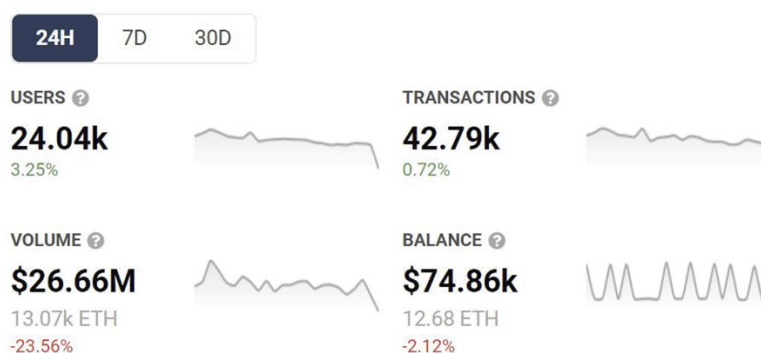 24H 7D 30D
USERS ?
24.04k
3.25%
TRANSACTIONS ?
42.79k
0.72%
VOLUME ?
$26.66M
13.07k ETH
-23.56%
BALANCE ?
$74.86k
12.68 ETH
-2.12%